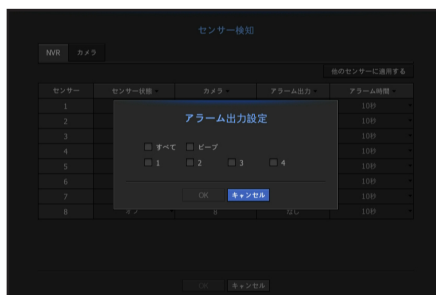 センサー検知
NVR カメラ
他のセンサーに適用する
センサー センサー状態 カメラ アラーム出力 アラーム時間
1 10秒
2 10秒
3 10秒
4 10秒
5 10秒
6 10秒
7 10秒
8 オフ 8 なし 10秒
アラーム出力設定
すべて ビープ
1 2 3 4
OK キャンセル
OK キャンセル